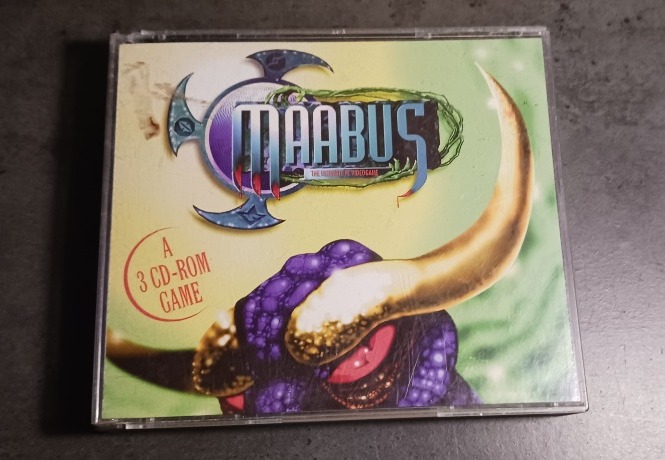 MAABUS
THE ULTIMATE PC VIDEOGAME
A
3 CD-ROM
GAME